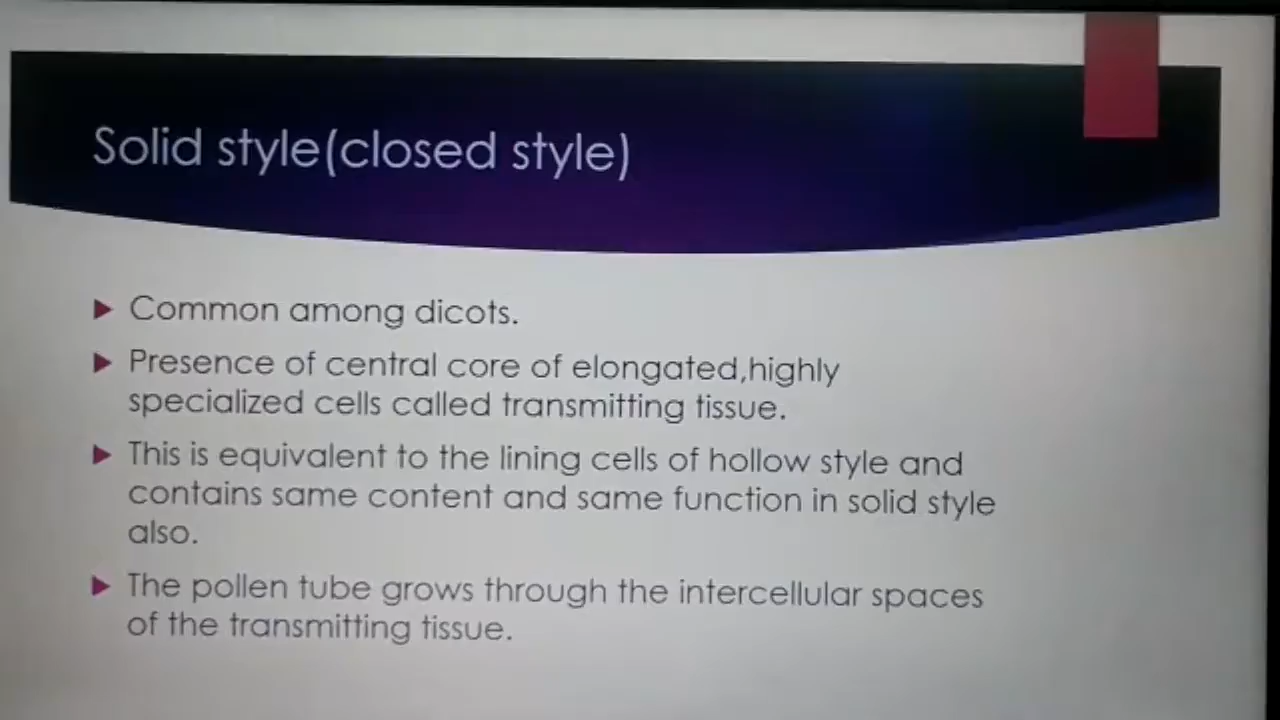 Solid style(closed style)
Common among dicots.
Presence of central core of elongated,highly
specialized cells called transmitting tissue.
This is equivalent to the lining cells of hollow style and
contains same content and same function in solid style
also.
The pollen tube grows through the intercellular spaces
of the transmitting tissue.